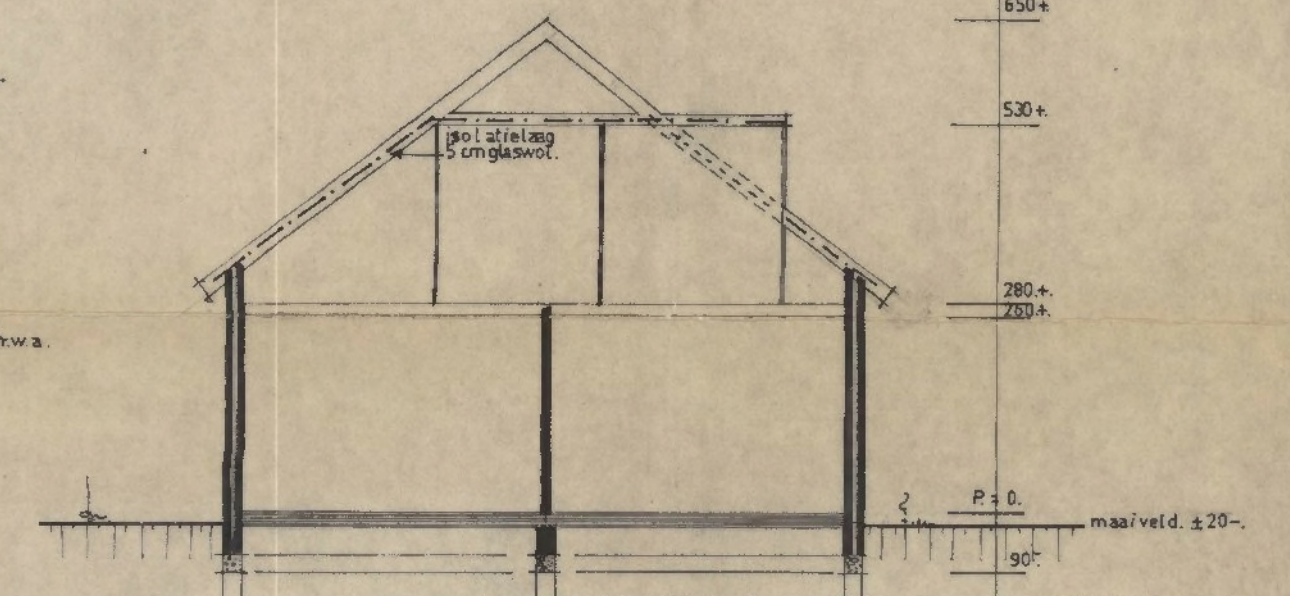 650+.
530+.
isolatielaag
5 cm glaswol.
280.+.
260.+.
r.w.a.
P. = 0.
maaiveld. ±20-.
90-.